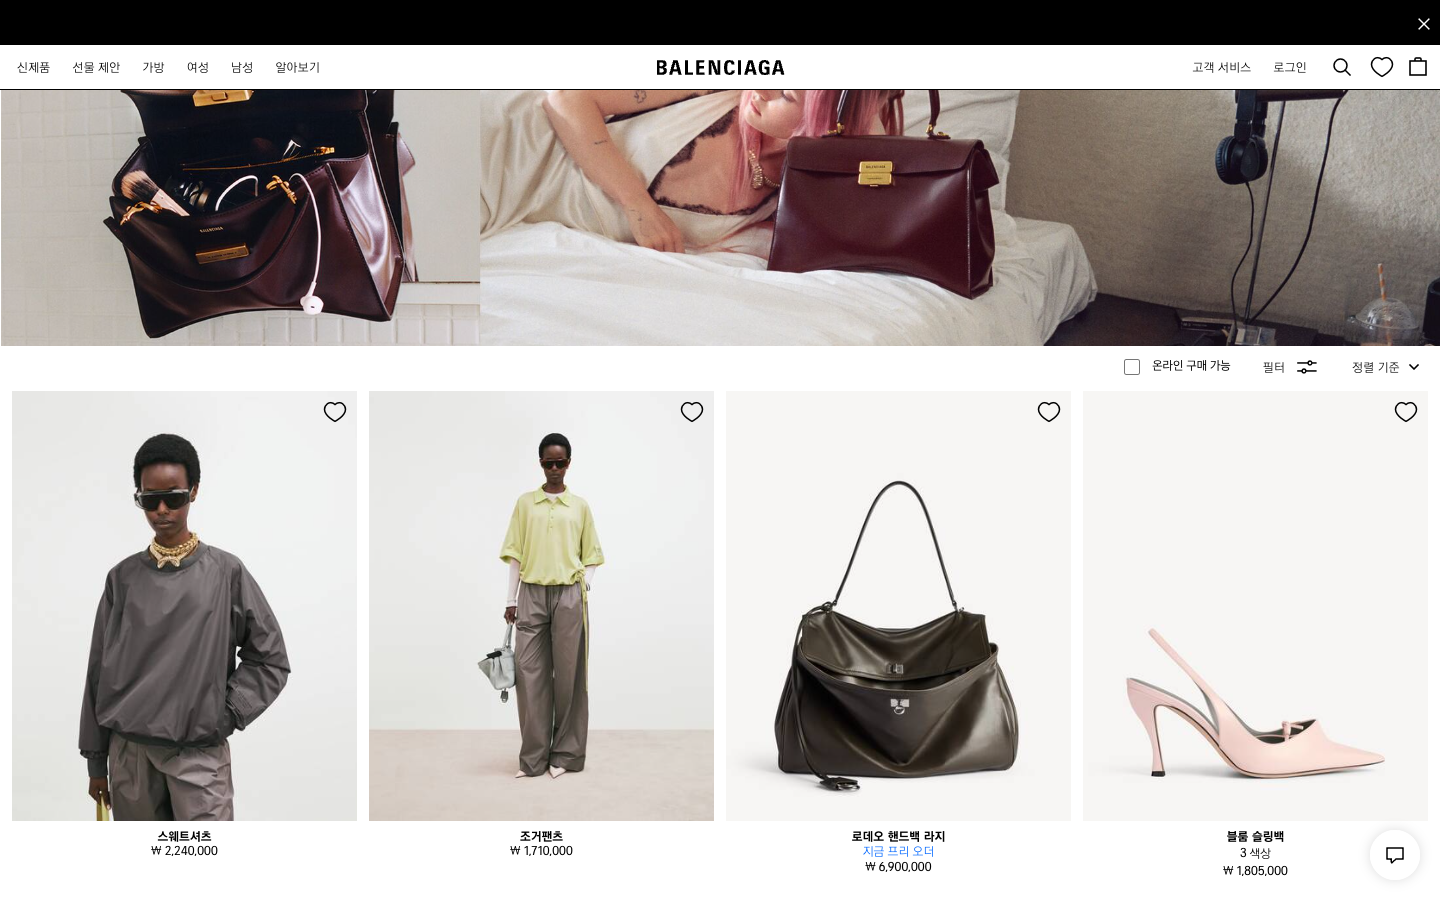 신제품
선물 제안
가방
여성
남성
알아보기
BALENCIAGA
고객 서비스
로그인
BALENCIAGA
BALENCIAGA
온라인 구매 가능
필터
정렬 기준
스웨트셔츠
₩ 2,240,000
조거팬츠
₩ 1,710,000
로데오 핸드백 라지
지금 프리 오더
₩ 6,900,000
블룸 슬링백
3 색상
₩ 1,805,000